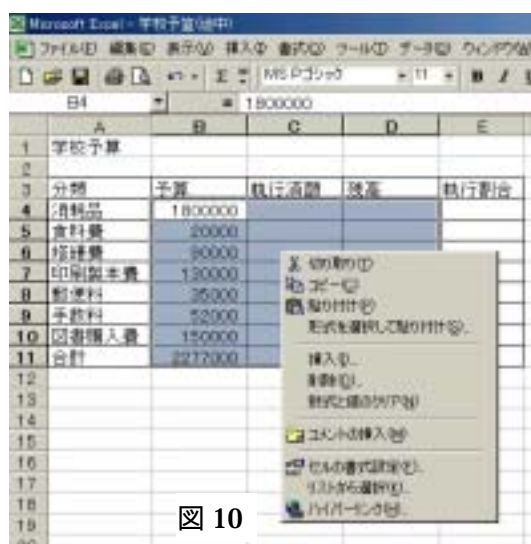 Microsoft Excel - 学校予算(途中)
ファイル(F) 編集(E) 表示(V) 挿入(I) 書式(O) ツール(T) データ(D) ウィンドウ(W
MS Pゴシック 11 B I
B4 = 1800000
A B C D E
1 学校予算
2
3 分類 予算 執行済額 残高 執行割合
4 消耗品 1800000
5 食料費 20000
6 修繕費 90000
7 印刷製本費 130000
8 郵便料 35000
9 手数料 52000
10 図書購入費 150000
11 合計 2277000
12
13
14
15
16
17
18
19
切り取り(T)
コピー(C)
貼り付け(P)
形式を選択して貼り付け(S)...
挿入(I)...
削除(D)...
数式と値のクリア(N)
コメントの挿入(M)
セルの書式設定(F)...
リストから選択(K)...
ハイパーリンク(H)...
図 10